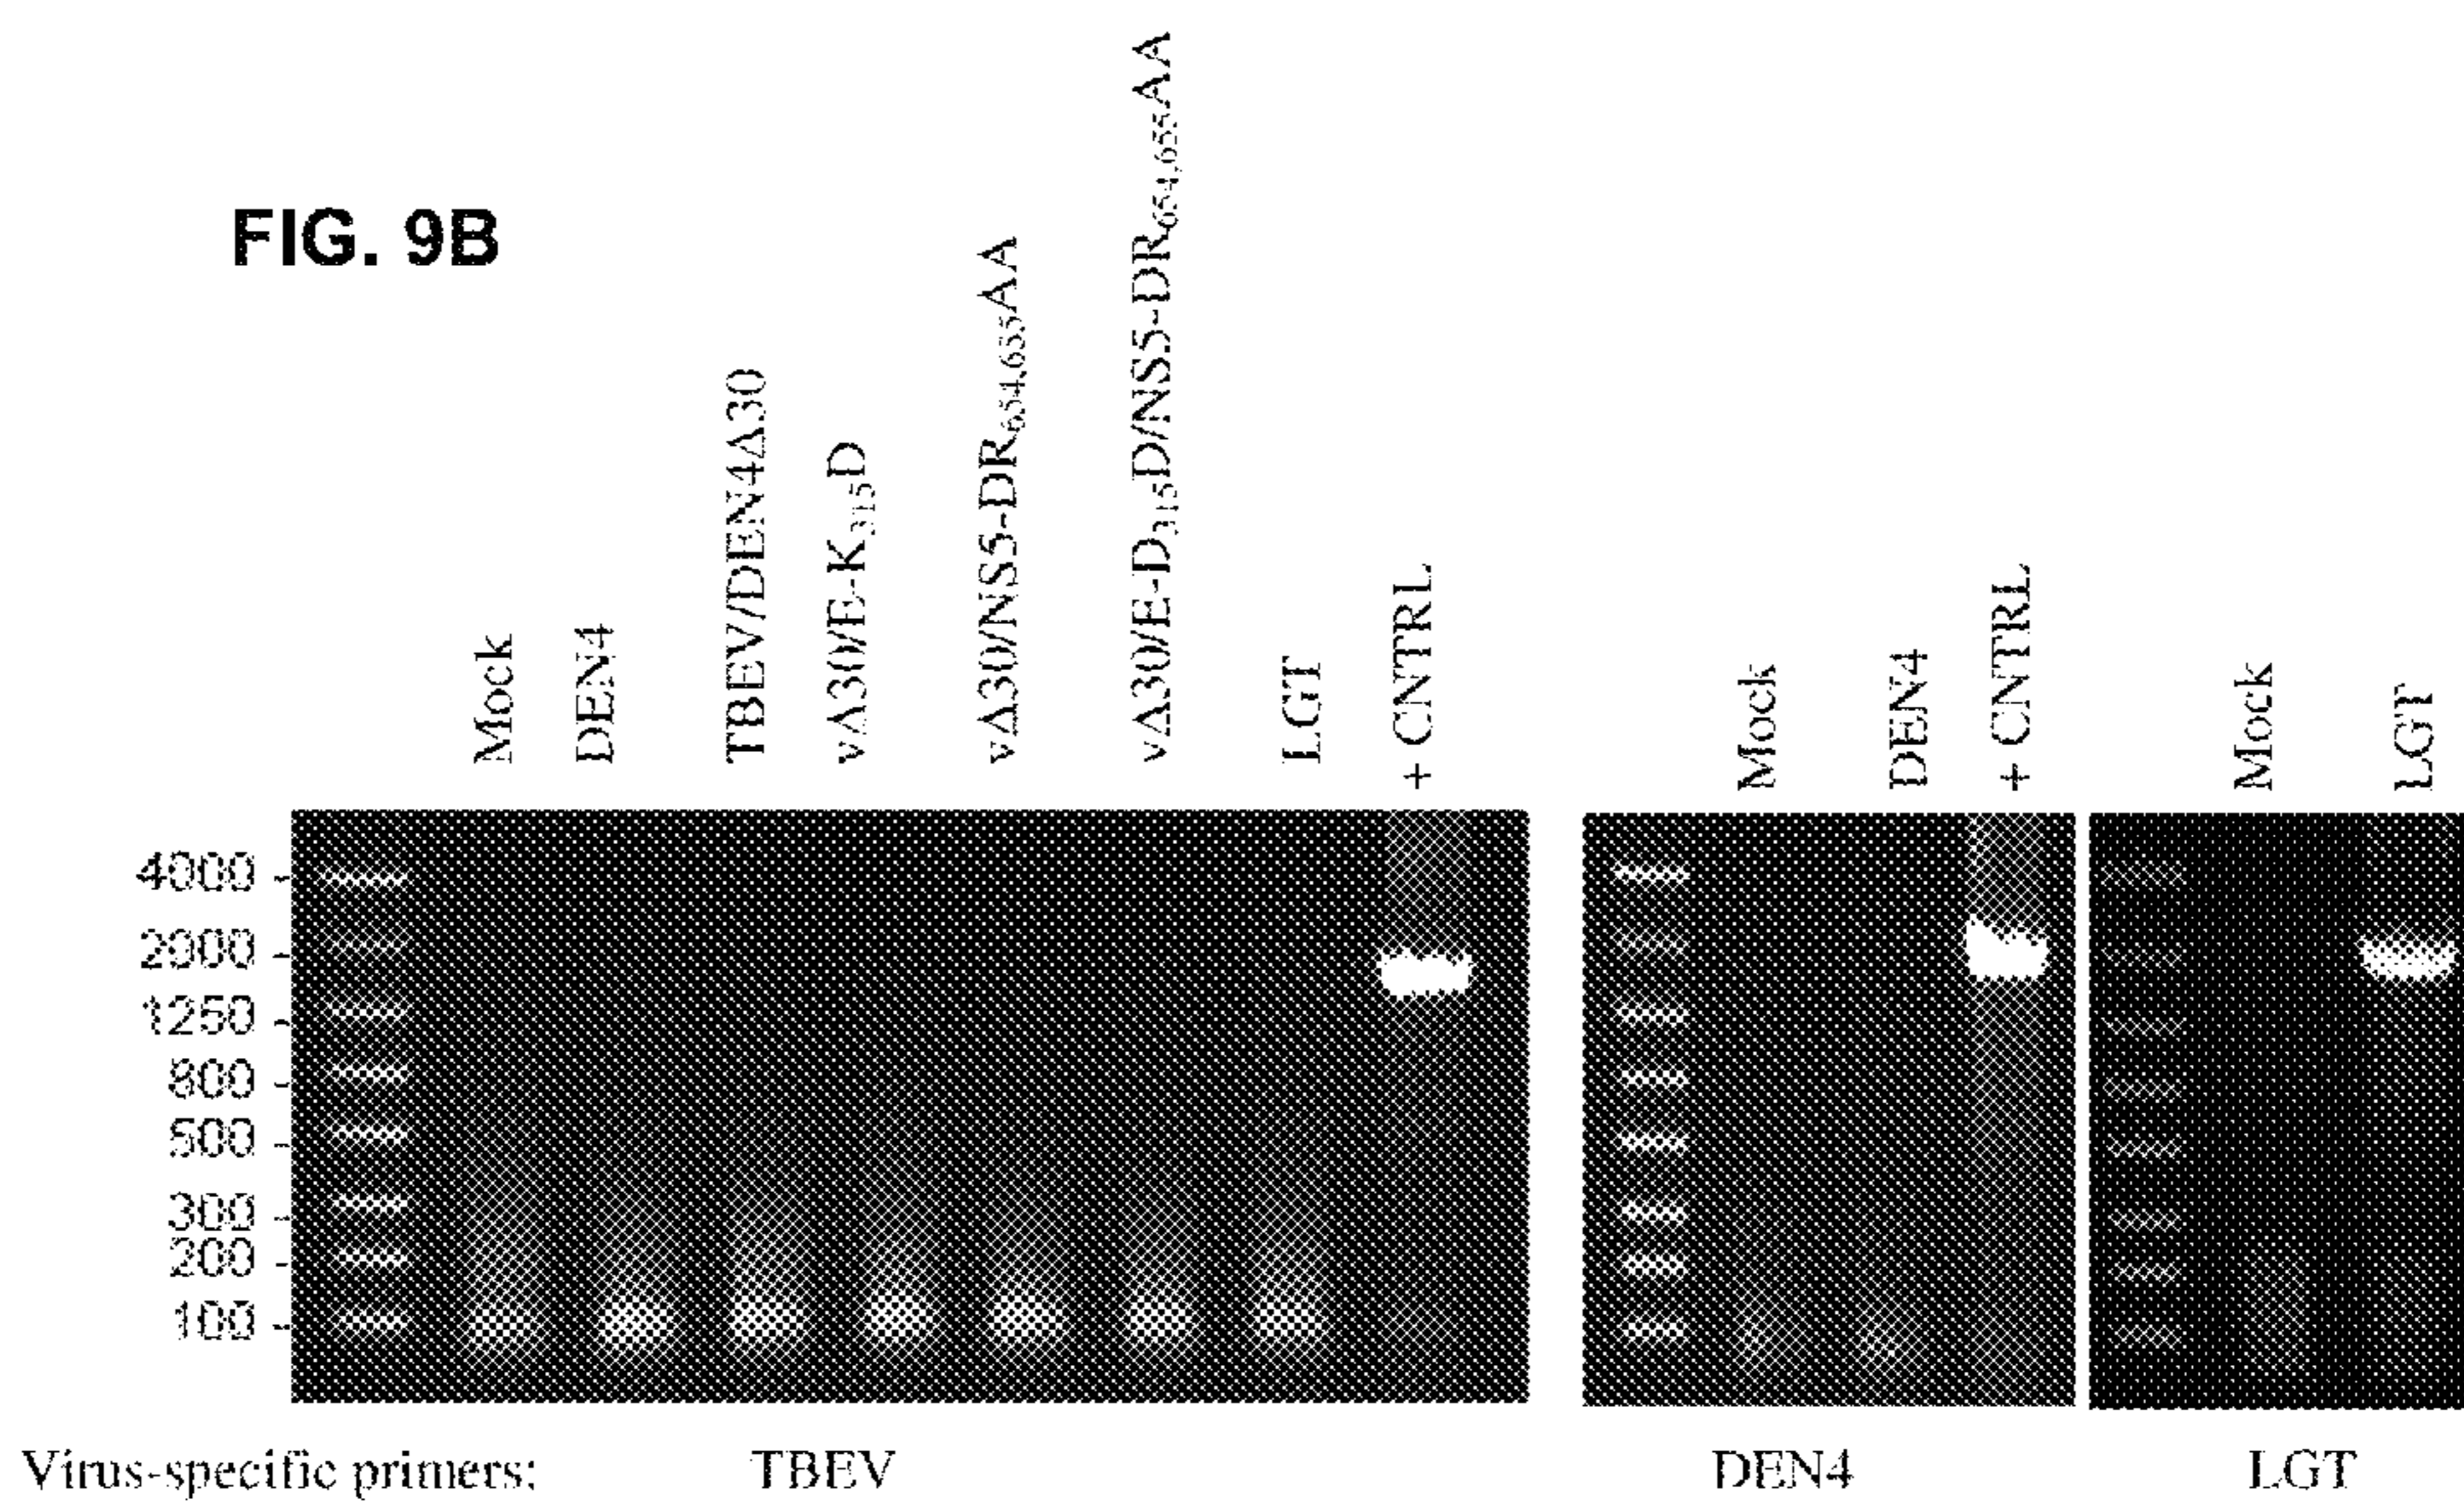 FIG. 9B
Mock
DEN4
TBEV/DEN4Δ30
vΔ30/E-K315D
vΔ30/NS5-DR654,655AA
vΔ30/E-D315D/NS5-DR654,655AA
LGT
+ CNTRL
Mock
DEN4
+ CNTRL
Mock
LGT
4000 -
2000 -
1250 -
800 -
500 -
300 -
200 -
100 -
Virus-specific primers: TBEV DEN4 LGT